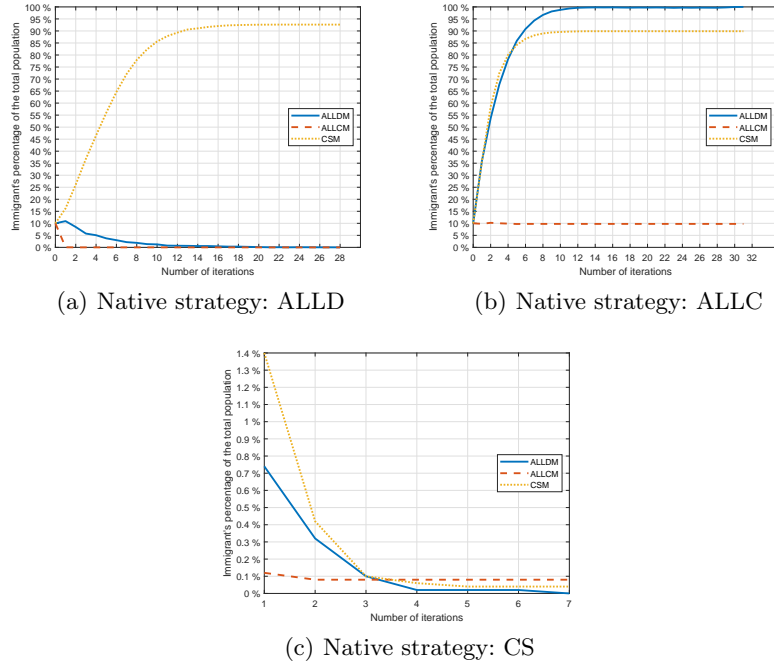 100 %
95 %
90 %
85 %
80 %
75 %
70 %
65 %
60 %
55 %
50 %
45 %
40 %
35 %
30 %
25 %
20 %
15 %
10 %
5 %
0 %
Immigrant's percentage of the total population
ALLDM
ALLCM
CSM
0 2 4 6 8 10 12 14 16 18 20 22 24 26 28
Number of iterations
(a) Native strategy: ALLD
100 %
95 %
90 %
85 %
80 %
75 %
70 %
65 %
60 %
55 %
50 %
45 %
40 %
35 %
30 %
25 %
20 %
15 %
10 %
5 %
0 %
Immigrant's percentage of the total population
ALLDM
ALLCM
CSM
0 2 4 6 8 10 12 14 16 18 20 22 24 26 28 30 32
Number of iterations
(b) Native strategy: ALLC
1.4 %
1.3 %
1.2 %
1.1 %
1 %
0.9 %
0.8 %
0.7 %
0.6 %
0.5 %
0.4 %
0.3 %
0.2 %
0.1 %
0 %
Immigrant's percentage of the total population
ALLDM
ALLCM
CSM
1 2 3 4 5 6 7
Number of iterations
(c) Native strategy: CS